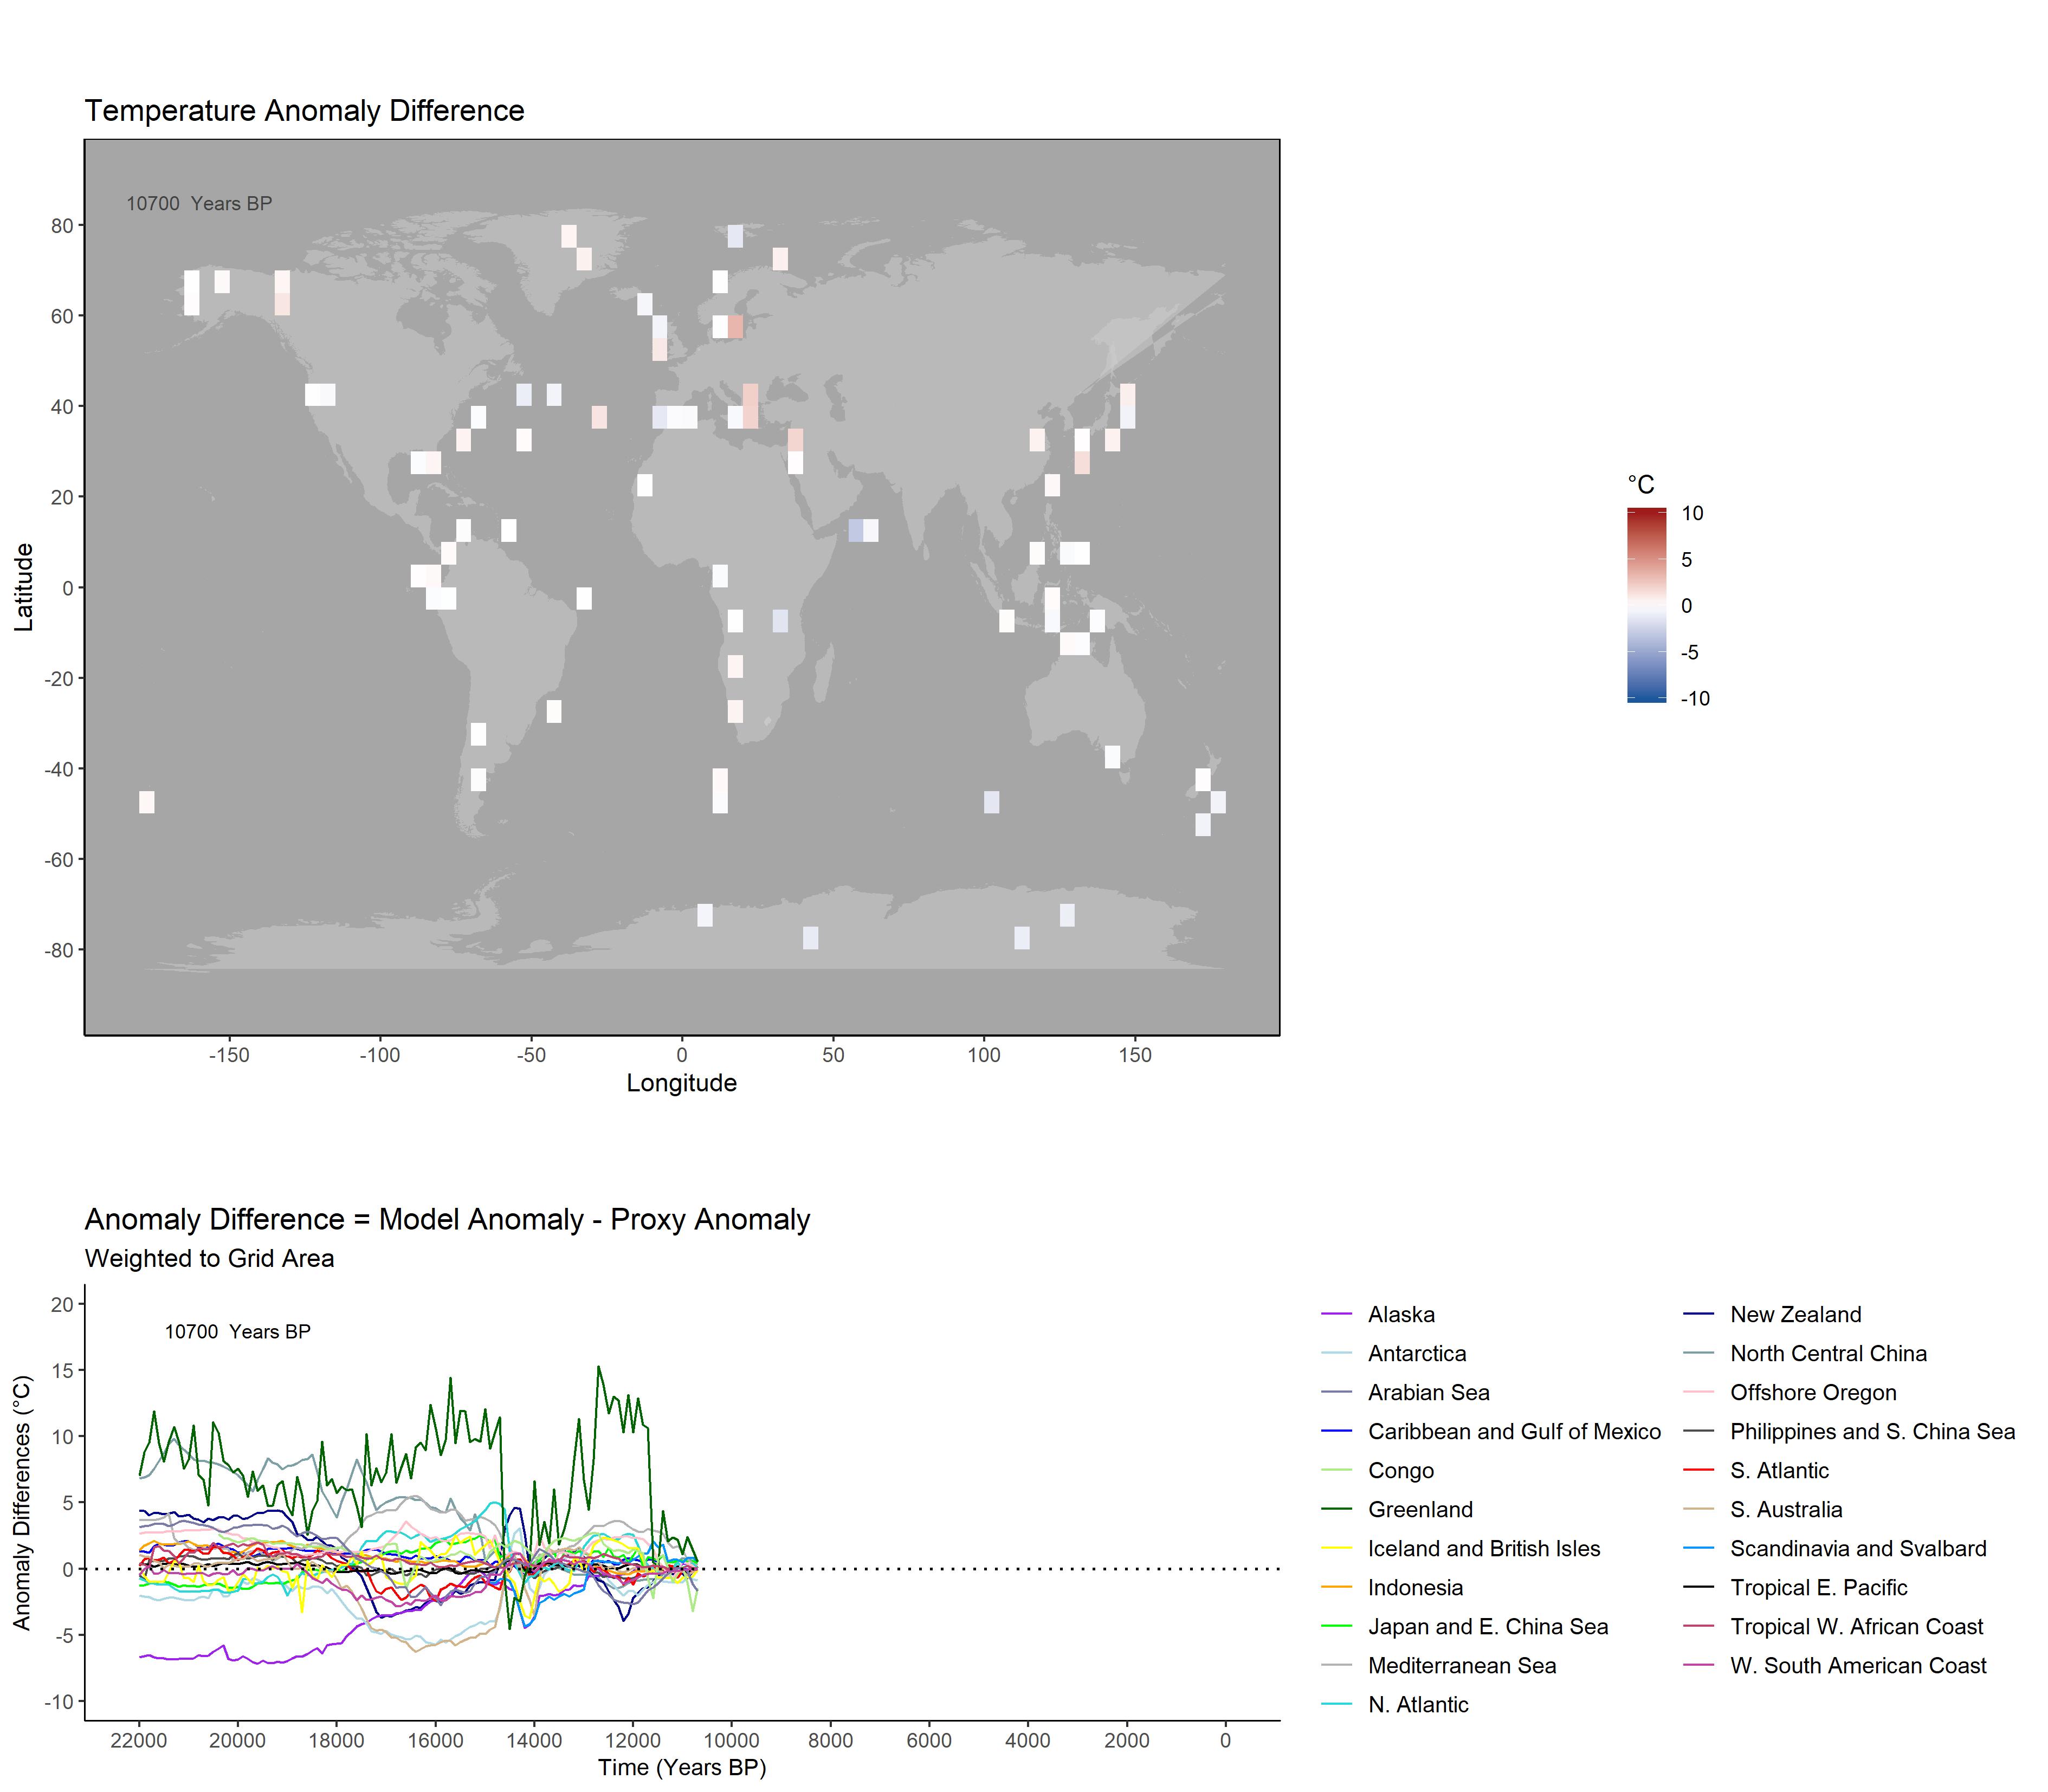 Temperature Anomaly Difference
10700 Years BP
80
60
40
20
0
-20
-40
-60
-80
Latitude
-150 -100 -50 0 50 100 150
Longitude
°C
10
5
0
-5
-10
Anomaly Difference = Model Anomaly - Proxy Anomaly
Weighted to Grid Area
10700 Years BP
20
15
10
5
0
-5
-10
Anomaly Differences (°C)
22000 20000 18000 16000 14000 12000 10000 8000 6000 4000 2000 0
Time (Years BP)
Alaska
Antarctica
Arabian Sea
Caribbean and Gulf of Mexico
Congo
Greenland
Iceland and British Isles
Indonesia
Japan and E. China Sea
Mediterranean Sea
N. Atlantic
New Zealand
North Central China
Offshore Oregon
Philippines and S. China Sea
S. Atlantic
S. Australia
Scandinavia and Svalbard
Tropical E. Pacific
Tropical W. African Coast
W. South American Coast